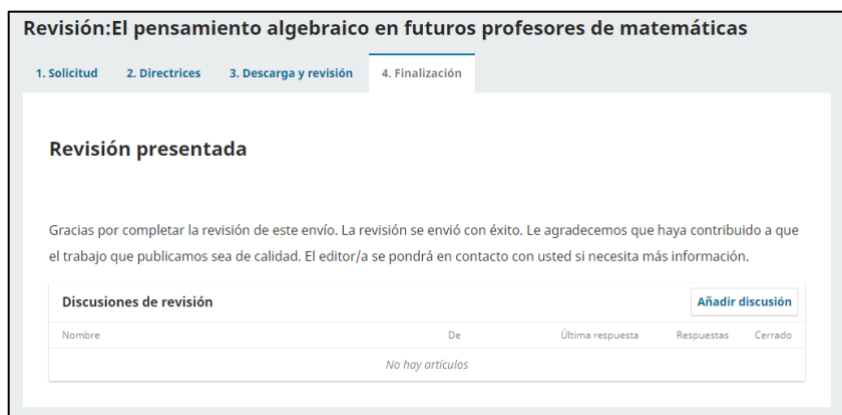 Revisión:El pensamiento algebraico en futuros profesores de matemáticas
1. Solicitud 2. Directrices 3. Descarga y revisión 4. Finalización
Revisión presentada
Gracias por completar la revisión de este envío. La revisión se envió con éxito. Le agradecemos que haya contribuido a que
el trabajo que publicamos sea de calidad. El editor/a se pondrá en contacto con usted si necesita más información.
Discusiones de revisión Añadir discusión
Nombre De Última respuesta Respuestas Cerrado
No hay artículos